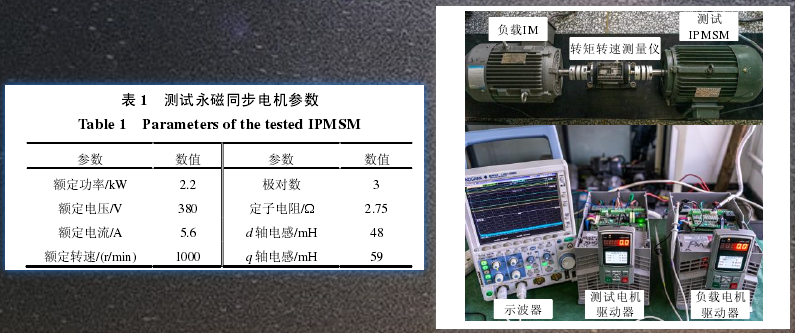 表 1 测试永磁同步电机参数
Table 1 Parameters of the tested IPMSM
参数 数值 参数 数值
额定功率/kW 2.2 极对数 3
额定电压/V 380 定子电阻/Ω 2.75
额定电流/A 5.6 d 轴电感/mH 48
额定转速/(r/min) 1000 q 轴电感/mH 59
负载IM
转矩转速测量仪
测试
IPMSM
YOKOGAWA
0.0
0.0
示波器
测试电机
驱动器
负载电机
驱动器